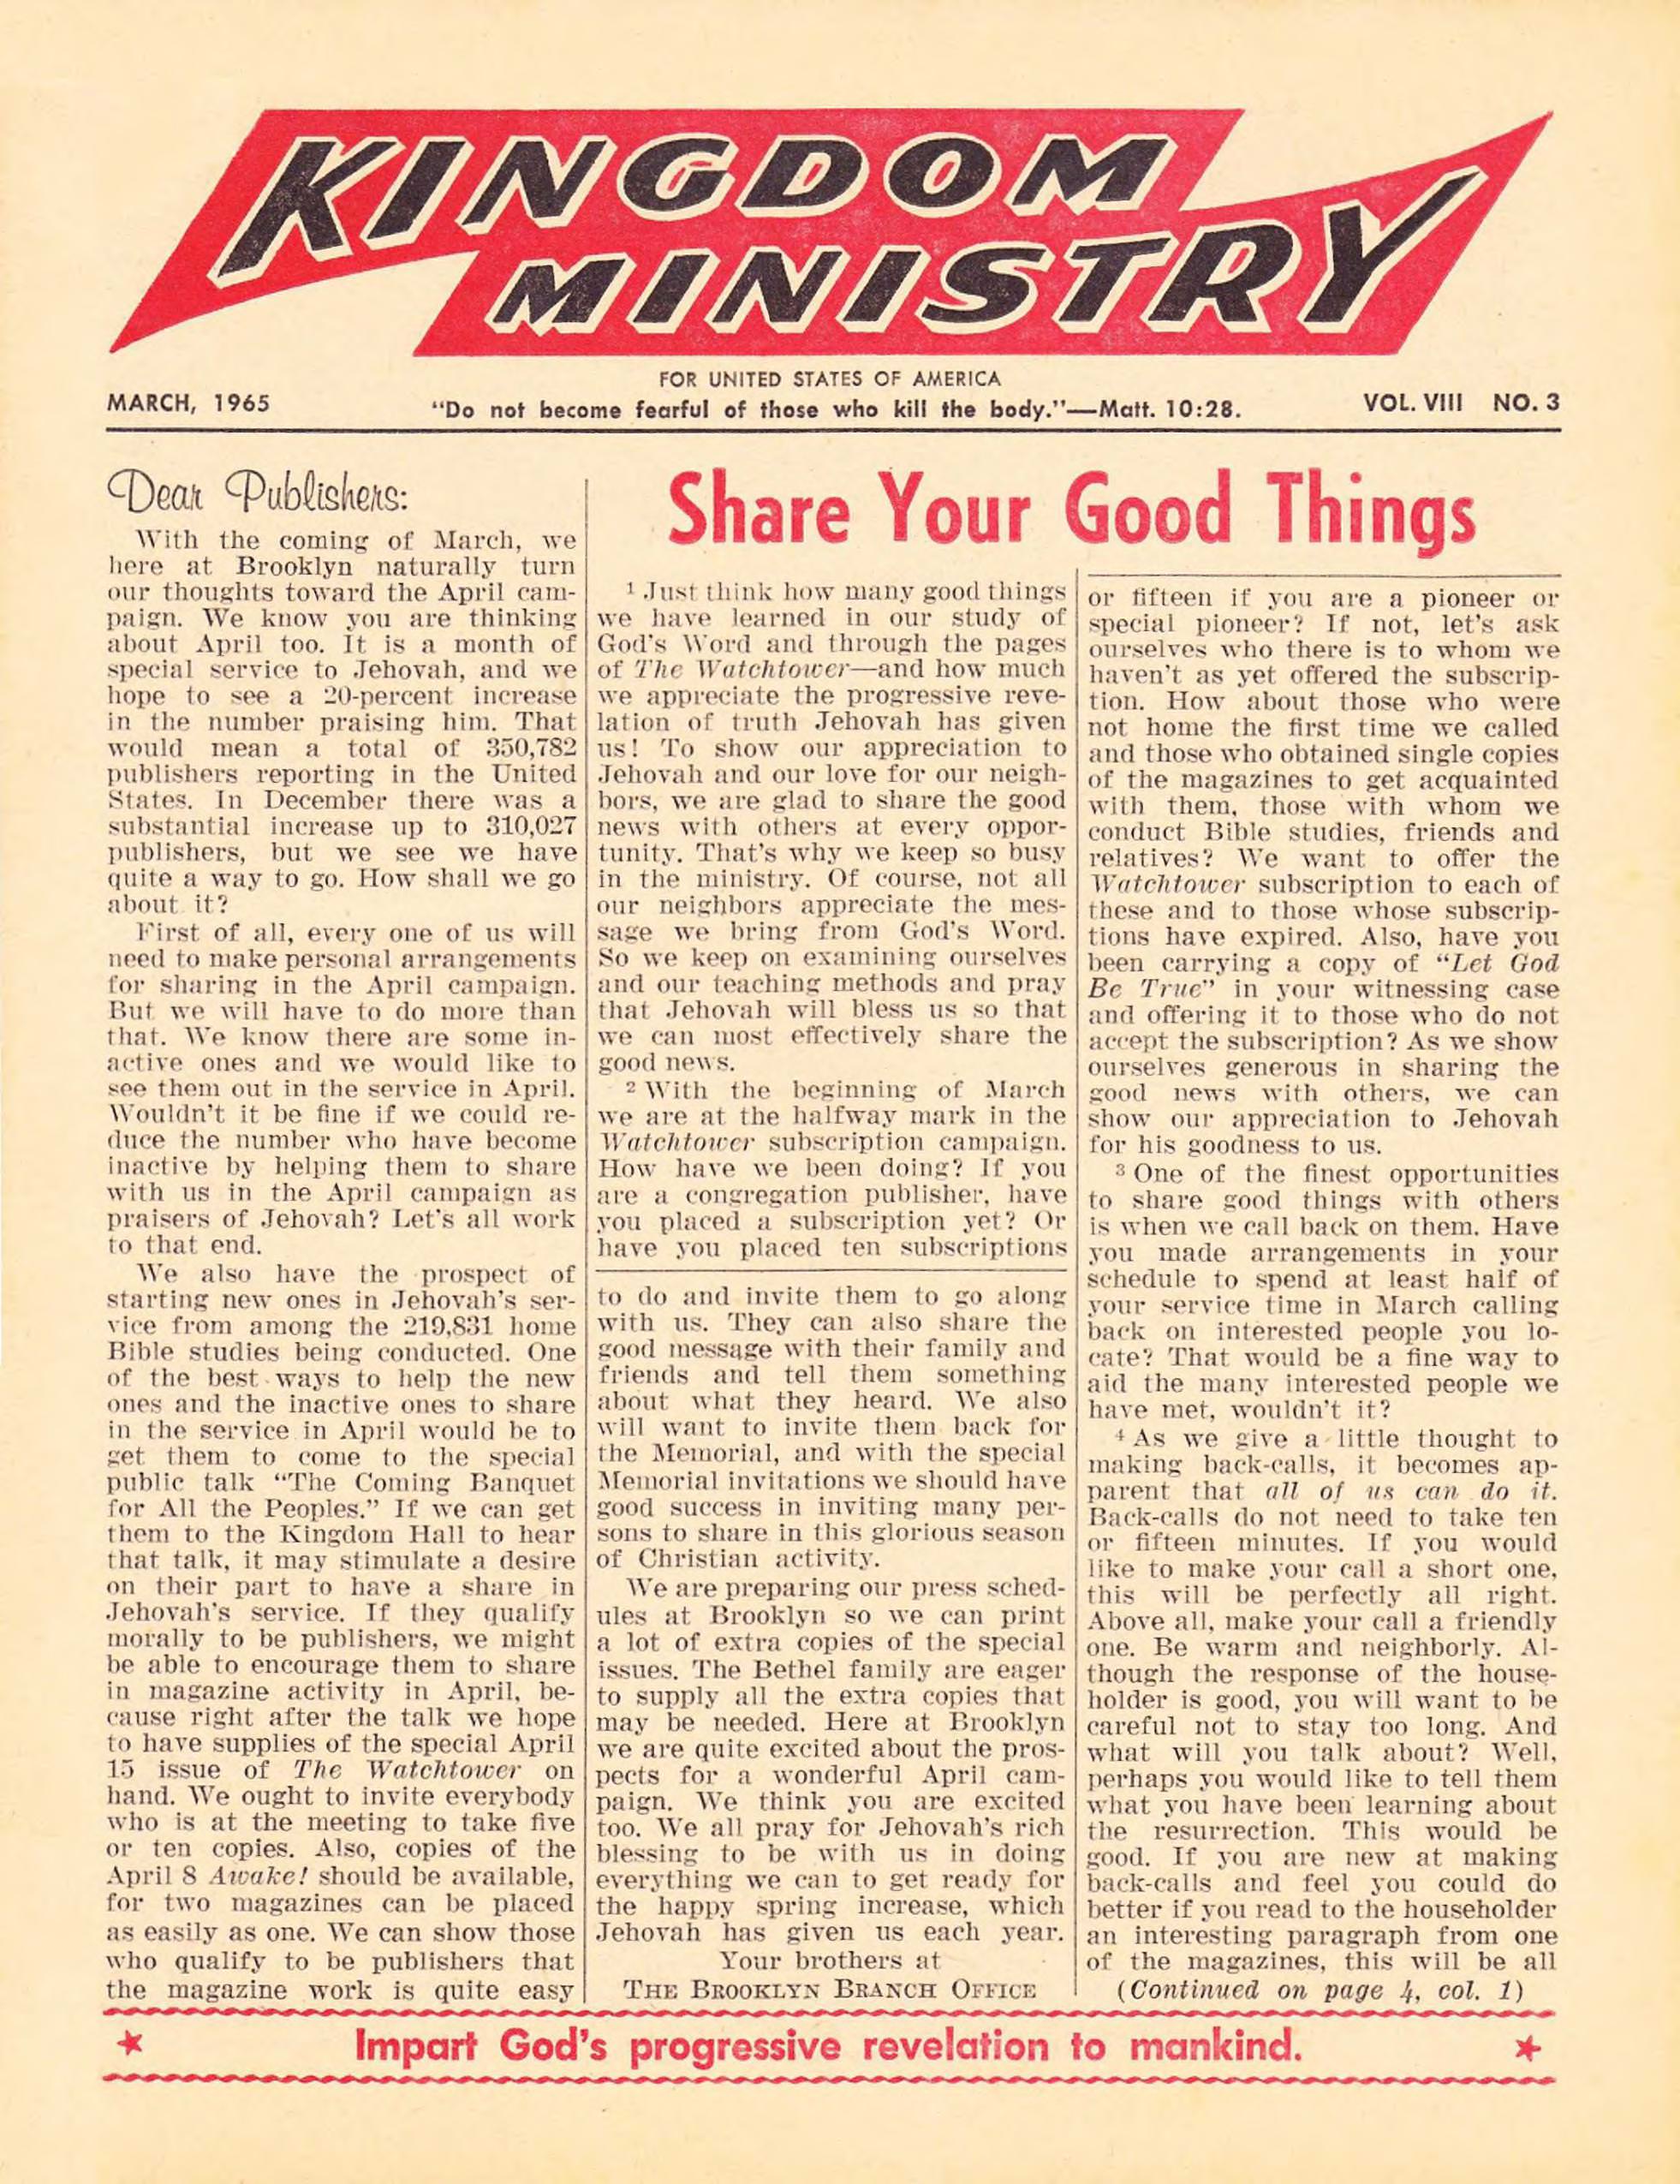 KINGDOM
MINISTRY
FOR UNITED STATES OF AMERICA
MARCH, 1965
"Do not become fearful of those who kill the body."—Matt. 10:28.
VOL. VIII NO. 3
Dear Publishers:
With the coming of March, we
here at Brooklyn naturally turn
our thoughts toward the April cam-
paign. We know you are thinking
about April too. It is a month of
special service to Jehovah, and we
hope to see a 20-percent increase
in the number praising him. That
would mean a total of 350,782
publishers reporting in the United
States. In December there was a
substantial increase up to 310,027
publishers, but we see we have
quite a way to go. How shall we go
about it?
First of all, every one of us will
need to make personal arrangements
for sharing in the April campaign.
But we will have to do more than
that. We know there are some in-
active ones and we would like to
see them out in the service in April.
Wouldn't it be fine if we could re-
duce the number who have become
inactive by helping them to share
with us in the April campaign as
praisers of Jehovah? Let's all work
to that end.
We also have the prospect of
starting new ones in Jehovah's ser-
vice from among the 219,831 home
Bible studies being conducted. One
of the best ways to help the new
ones and the inactive ones to share
in the service in April would be to
get them to come to the special
public talk "The Coming Banquet
for All the Peoples." If we can get
them to the Kingdom Hall to hear
that talk, it may stimulate a desire
on their part to have a share in
Jehovah's service. If they qualify
morally to be publishers, we might
be able to encourage them to share
in magazine activity in April, be-
cause right after the talk we hope
to have supplies of the special April
15 issue of The Watchtower on
hand. We ought to invite everybody
who is at the meeting to take five
or ten copies. Also, copies of the
April 8 Awake! should be available,
for two magazines can be placed
as easily as one. We can show those
who qualify to be publishers that
the magazine work is quite easy
to do and invite them to go along
with us. They can also share the
good message with their family and
friends and tell them something
about what they heard. We also
will want to invite them back for
the Memorial, and with the special
Memorial invitations we should have
good success in inviting many per-
sons to share in this glorious season
of Christian activity.
We are preparing our press sched-
ules at Brooklyn so we can print
a lot of extra copies of the special
issues. The Bethel family are eager
to supply all the extra copies that
may be needed. Here at Brooklyn
we are quite excited about the pros-
pects for a wonderful April cam-
paign. We think you are excited
too. We all pray for Jehovah's rich
blessing to be with us in doing
everything we can to get ready for
the happy spring increase, which
Jehovah has given us each year.
Your brothers at
THE BROOKLYN BRANCH OFFICE
Share Your Good Things
1 Just think how many good things
we have learned in our study of
God's Word and through the pages
of The Watchtower—and how much
we appreciate the progressive reve-
lation of truth Jehovah has given
us! To show our appreciation to
Jehovah and our love for our neigh-
bors, we are glad to share the good
news with others at every oppor-
tunity. That's why we keep so busy
in the ministry. Of course, not all
our neighbors appreciate the mes-
sage we bring from God's Word.
So we keep on examining ourselves
and our teaching methods and pray
that Jehovah will bless us so that
we can most effectively share the
good news.
2 With the beginning of March
we are at the halfway mark in the
Watchtower subscription campaign.
How have we been doing? If you
are a congregation publisher, have
you placed a subscription yet? Or
have you placed ten subscriptions
or fifteen if you are a pioneer or
special pioneer? If not, let's ask
ourselves who there is to whom we
haven't as yet offered the subscrip-
tion. How about those who were
not home the first time we called
and those who obtained single copies
of the magazines to get acquainted
with them, those with whom we
conduct Bible studies, friends and
relatives? We want to offer the
Watchtower subscription to each of
these and to those whose subscrip-
tions have expired. Also, have you
been carrying a copy of "Let God
Be True" in your witnessing case
and offering it to those who do not
accept the subscription? As we show
ourselves generous in sharing the
good news with others, we can
show our appreciation to Jehovah
for his goodness to us.
3 One of the finest opportunities
to share good things with others
is when we call back on them. Have
you made arrangements in your
schedule to spend at least half of
your service time in March calling
back on interested people you lo-
cate? That would be a fine way to
aid the many interested people we
have met, wouldn't it?
4 As we give a little thought to
making back-calls, it becomes ap-
parent that all of us can do it.
Back-calls do not need to take ten
or fifteen minutes. If you would
like to make your call a short one,
this will be perfectly all right.
Above all, make your call a friendly
one. Be warm and neighborly. Al-
though the response of the house-
holder is good, you will want to be
careful not to stay too long. And
what will you talk about? Well,
perhaps you would like to tell them
what you have been learning about
the resurrection. This would be
good. If you are new at making
back-calls and feel you could do
better if you read to the householder
an interesting paragraph from one
of the magazines, this will be all
(Continued on page 4, col. 1)
Impart God's progressive revelation to mankind.